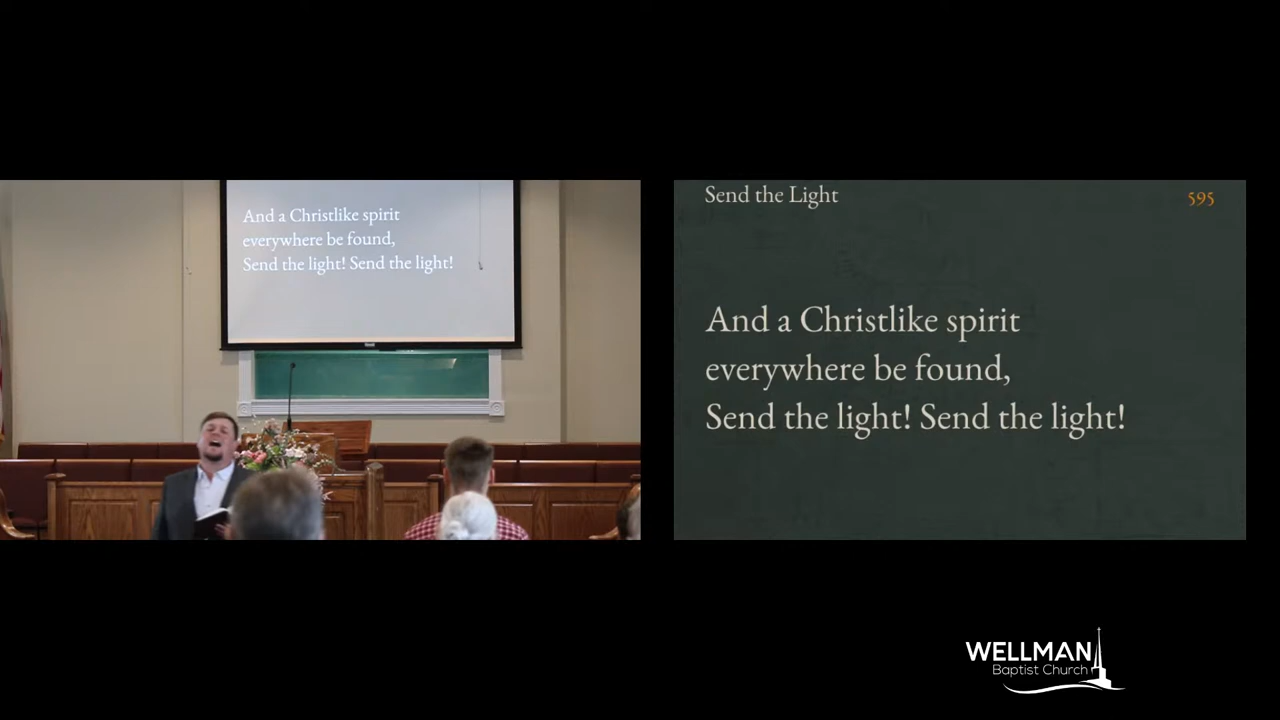 And a Christlike spirit
everywhere be found,
Send the light! Send the light!
Send the Light
595
And a Christlike spirit
everywhere be found,
Send the light! Send the light!
WELLMAN
Baptist Church